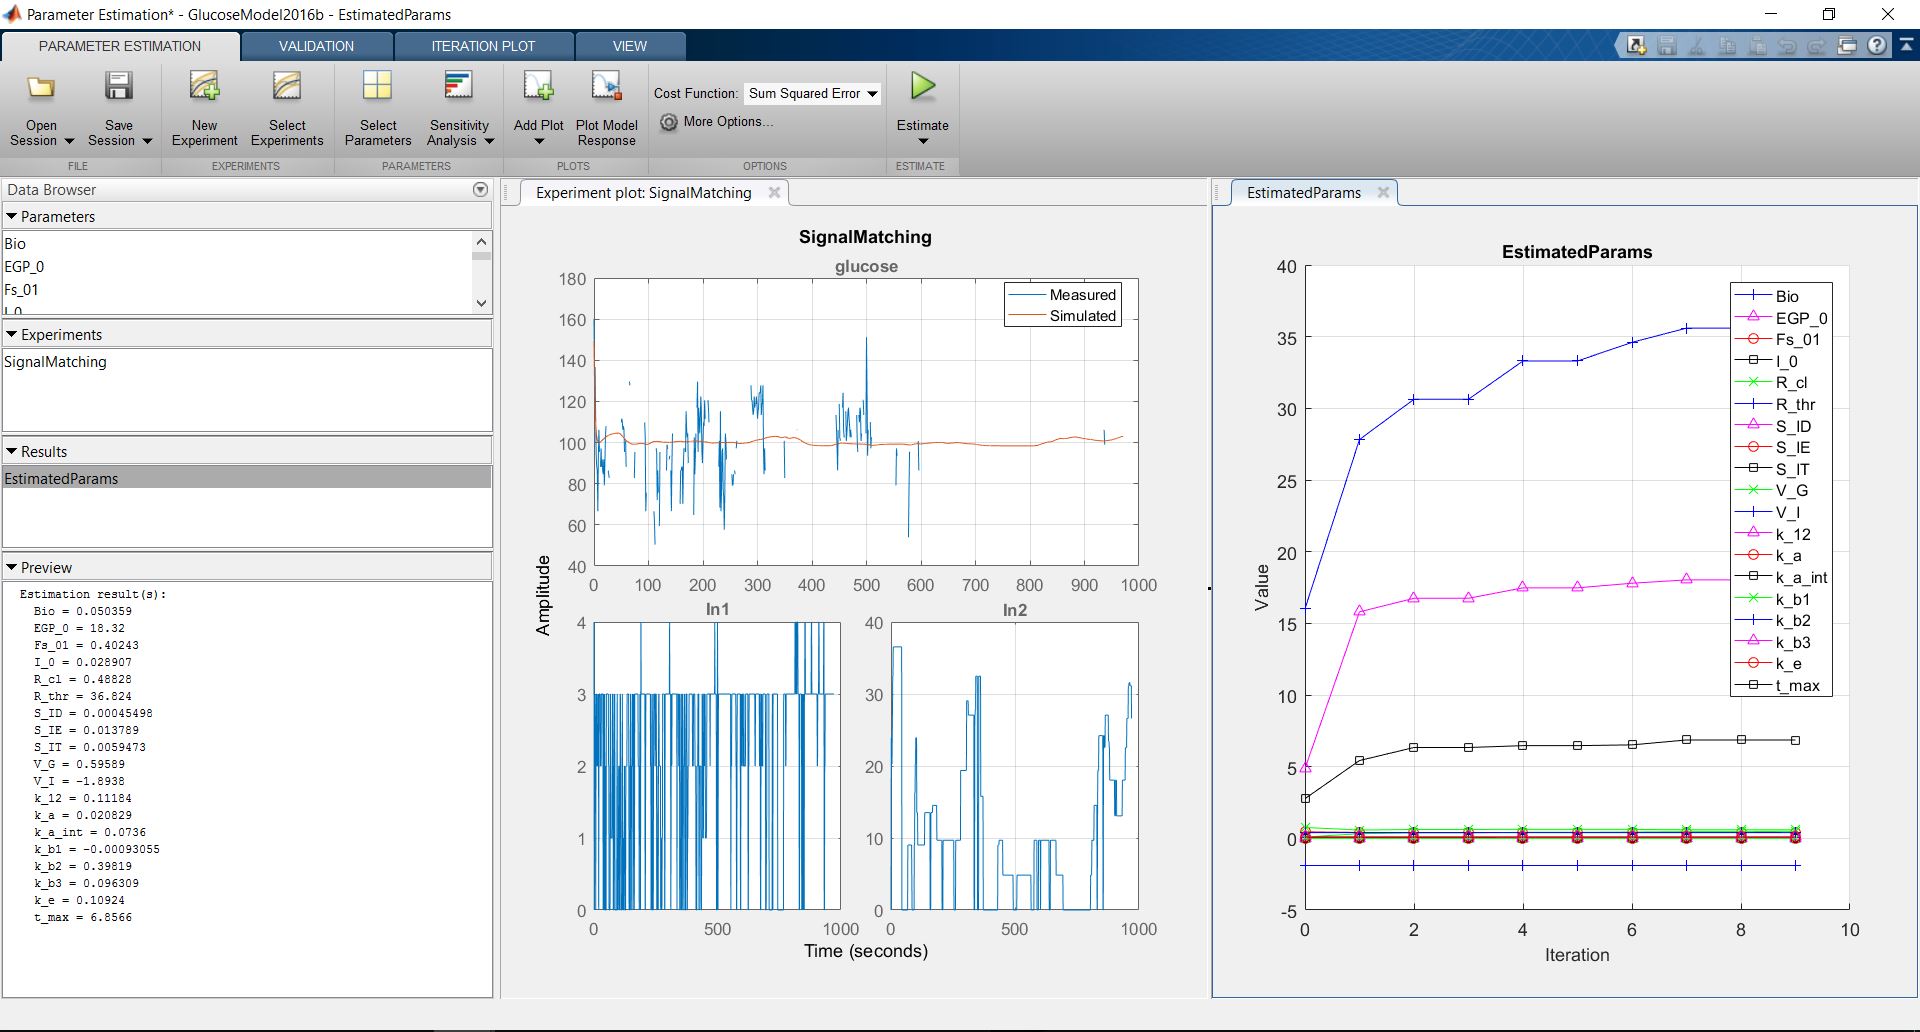 Parameter Estimation* - GlucoseModel2016b - EstimatedParams
PARAMETER ESTIMATION
VALIDATION
ITERATION PLOT
VIEW
Open Session
Save Session
New Experiment
Select Experiments
Select Parameters
Sensitivity Analysis
Add Plot
Plot Model Response
Cost Function: Sum Squared Error
More Options...
Estimate
FILE
EXPERIMENTS
PARAMETERS
PLOTS
OPTIONS
ESTIMATE
Data Browser
Parameters
Bio
EGP_0
Fs_01
I_0
Experiments
SignalMatching
Results
EstimatedParams
Preview
Estimation result(s):
Bio = 0.050359
EGP_0 = 18.32
Fs_01 = 0.40243
I_0 = 0.028907
R_cl = 0.48828
R_thr = 36.824
S_ID = 0.00045498
S_IE = 0.013789
S_IT = 0.0059473
V_G = 0.59589
V_I = -1.8938
k_12 = 0.11184
k_a = 0.020829
k_a_int = 0.0736
k_b1 = -0.00093055
k_b2 = 0.39819
k_b3 = 0.096309
k_e = 0.10924
t_max = 6.8566
Experiment plot: SignalMatching
SignalMatching
glucose
180
160
140
120
100
80
60
40
Measured
Simulated
0 100 200 300 400 500 600 700 800 900 1000
Amplitude
In1
4
3
2
1
0
0 500 1000
In2
40
30
20
10
0
0 500 1000
Time (seconds)
EstimatedParams
EstimatedParams
40
35
30
25
20
15
10
5
0
-5
Value
Bio
EGP_0
Fs_01
I_0
R_cl
R_thr
S_ID
S_IE
S_IT
V_G
V_I
k_12
k_a
k_a_int
k_b1
k_b2
k_b3
k_e
t_max
0 2 4 6 8 10
Iteration